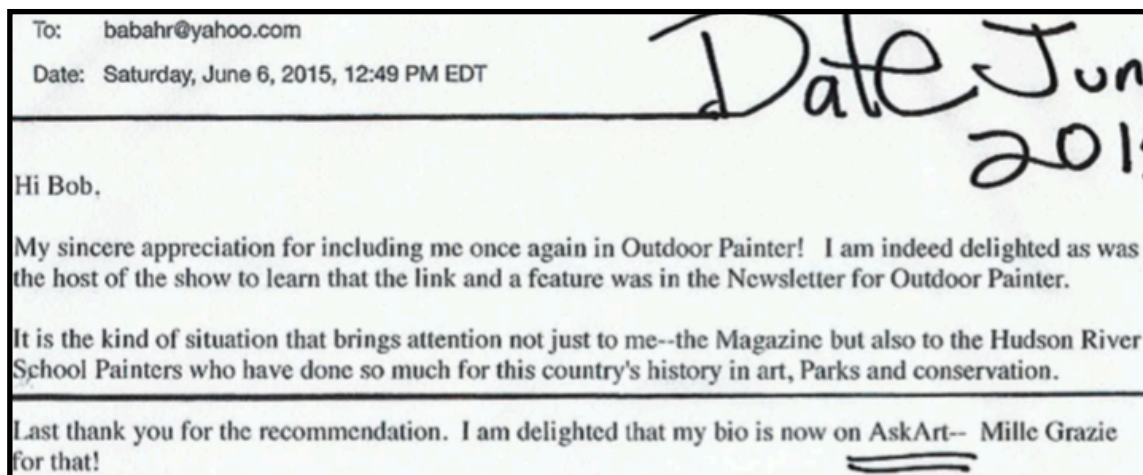 To: babahr@yahoo.com
Date: Saturday, June 6, 2015, 12:49 PM EDT
Date Jun
201
Hi Bob,
My sincere appreciation for including me once again in Outdoor Painter! I am indeed delighted as was
the host of the show to learn that the link and a feature was in the Newsletter for Outdoor Painter.
It is the kind of situation that brings attention not just to me--the Magazine but also to the Hudson River
School Painters who have done so much for this country's history in art, Parks and conservation.
Last thank you for the recommendation. I am delighted that my bio is now on AskArt-- Mille Grazie
for that!